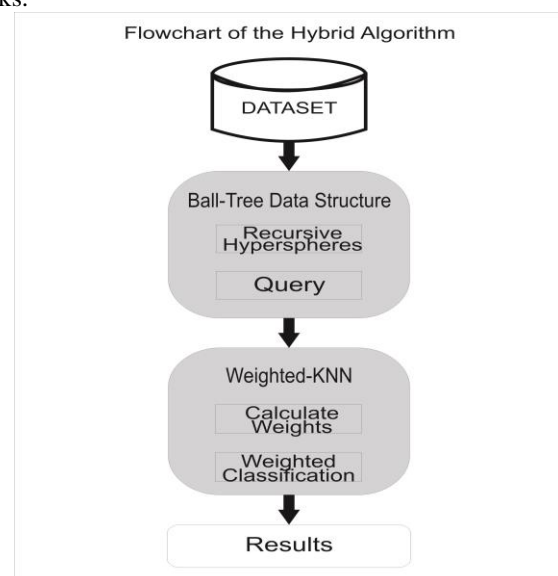 ks.
Flowchart of the Hybrid Algorithm
DATASET
Ball-Tree Data Structure
Recursive
Hyperspheres
Query
Weighted-KNN
Calculate
Weights
Weighted
Classification
Results